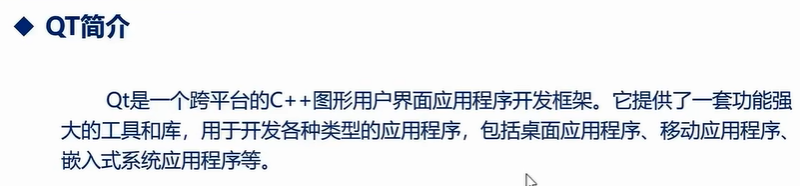 ◆ QT简介
Qt是一个跨平台的C++图形用户界面应用程序开发框架。它提供了一套功能强
大的工具和库，用于开发各种类型的应用程序，包括桌面应用程序、移动应用程序、
嵌入式系统应用程序等。